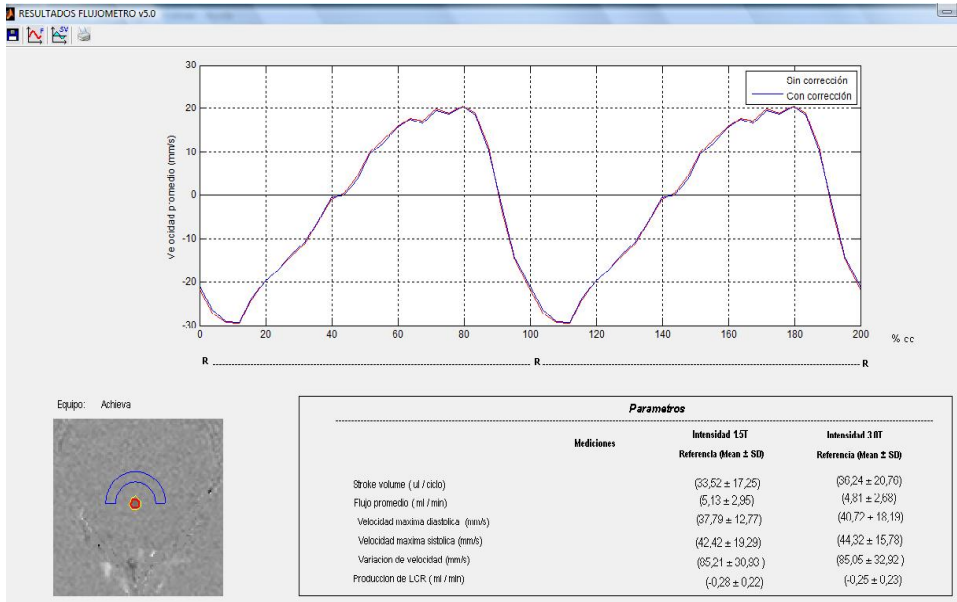 RESULTADOS FLUJOMETRO v5.0
F SV
30
20
10
0
-10
-20
-30
Velocidad promedio (mm/s)
Sin corrección
Con corrección
0 20 40 60 80 100 120 140 160 180 200
% cc
R R R
Equipo: Achieva
Parametros
Mediciones
Intensidad 1.5T
Referencia (Mean ± SD)
Intensidad 3.0T
Referencia (Mean ± SD)
Stroke volume ( ul / ciclo) (33,52 ± 17,25) (36,24 ± 20,76)
Flujo promedio ( ml / min) (5,13 ± 2,95) (4,81 ± 2,68)
Velocidad maxima diastolica (mm/s) (37,79 ± 12,77) (40,72 ± 18,19)
Velocidad maxima sistolica (mm/s) (42,42 ± 19,29) (44,32 ± 15,78)
Variacion de velocidad (mm/s) (85,21 ± 30,93 ) (85,05 ± 32,92 )
Produccion de LCR ( ml / min) (-0,28 ± 0,22) (-0,25 ± 0,23)